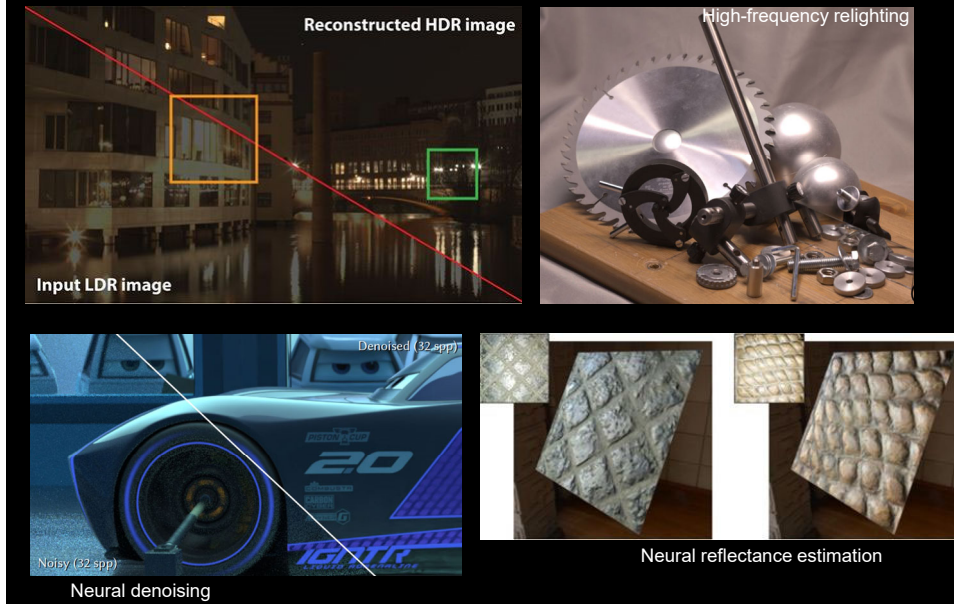 Reconstructed HDR image
Input LDR image
High-frequency relighting
Denoised (32 spp)
PISTON CUP
2.0
IGNTR
Noisy (32 spp)
Neural denoising
Neural reflectance estimation